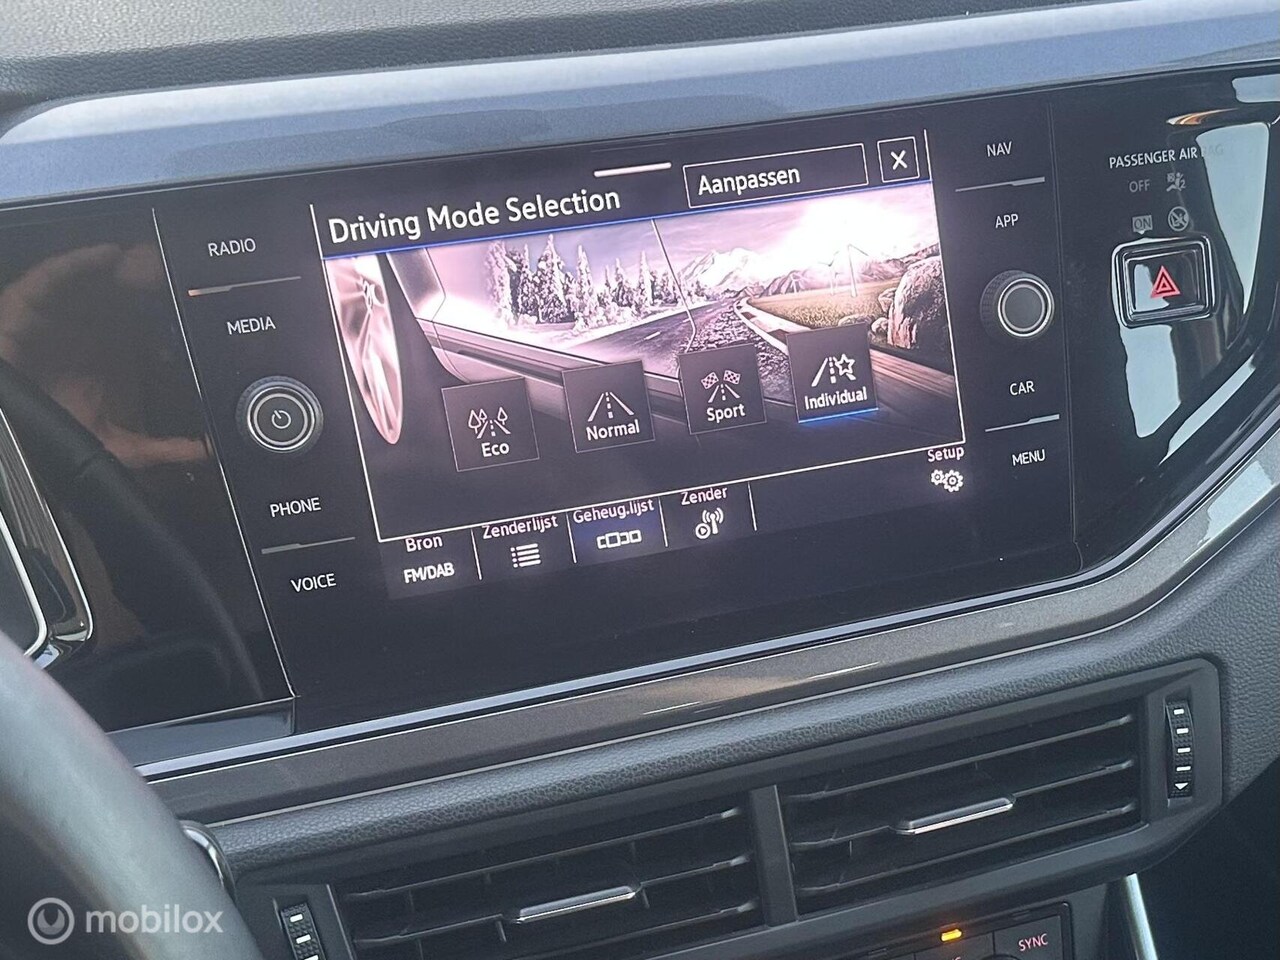 Driving Mode Selection
Aanpassen
X
RADIO
MEDIA
PHONE
VOICE
Eco
Normal
Sport
Individual
Setup
Bron
FM/DAB
Zenderlijst
Geheug.lijst
Zender
NAV
APP
CAR
MENU
PASSENGER AIR BAG
OFF
ON
SYNC
mobilox